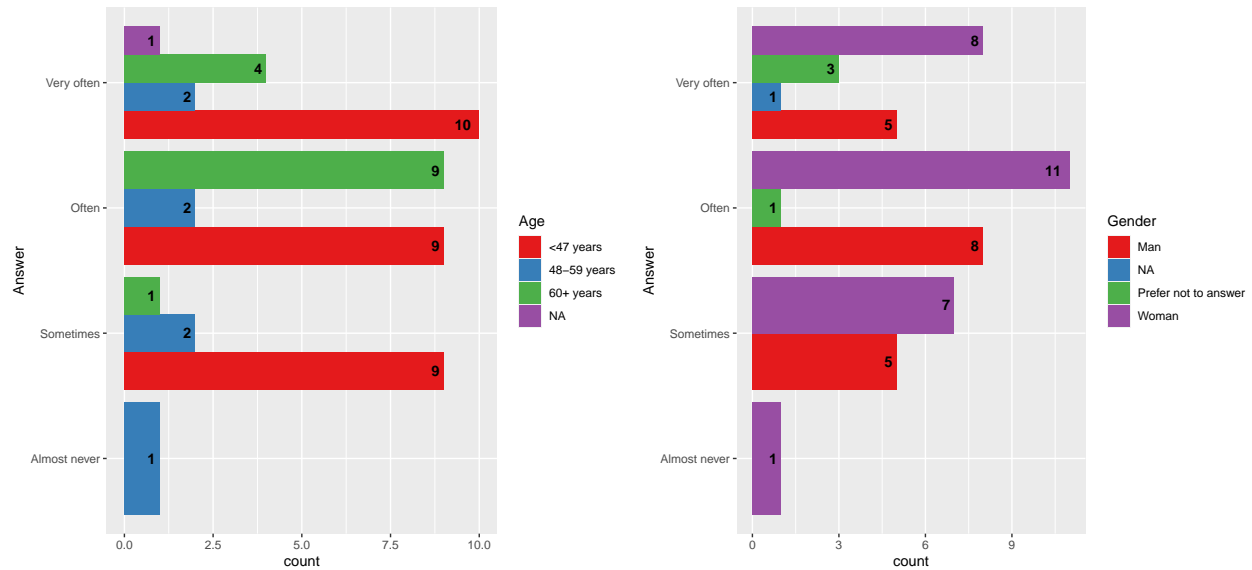 Answer
Very often
Often
Sometimes
Almost never
1
4
2
10
9
2
9
1
2
9
1
0.0
2.5
5.0
7.5
10.0
count
Age
<47 years
48–59 years
60+ years
NA
Answer
Very often
Often
Sometimes
Almost never
8
3
1
5
11
1
8
7
5
1
0
3
6
9
count
Gender
Man
NA
Prefer not to answer
Woman